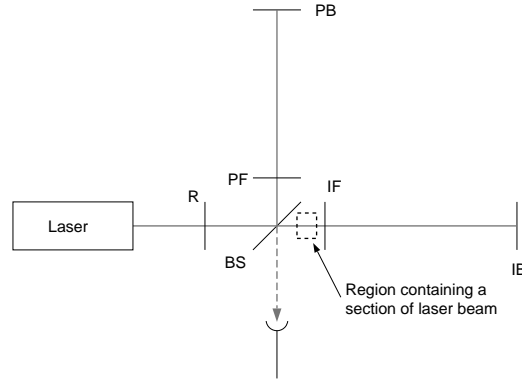 PB
PF
IF
R
Laser
BS
IB
Region containing a
section of laser beam